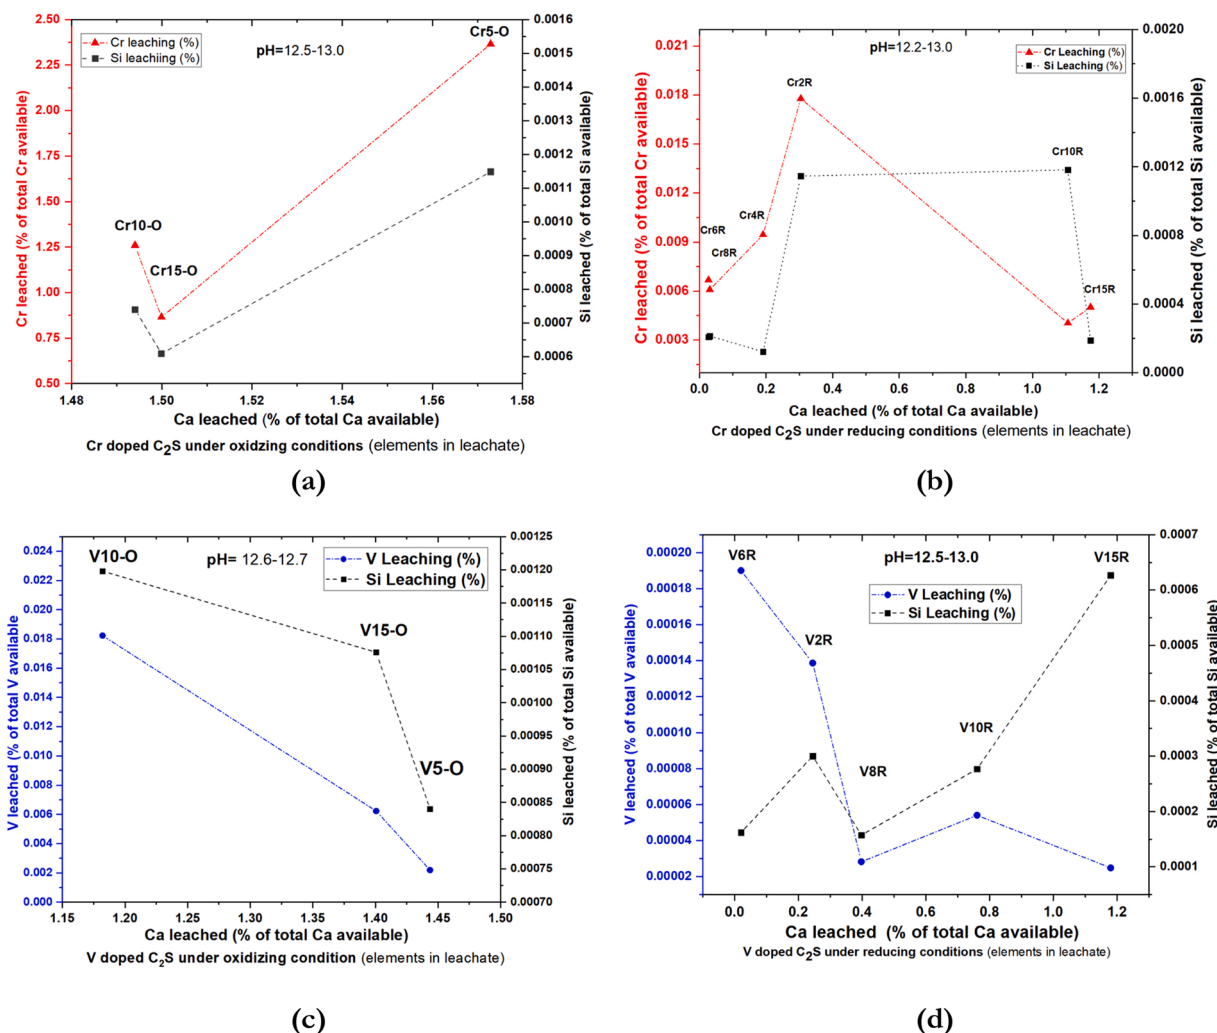 Cr leached (% of total Cr available)
2.50
2.25
2.00
1.75
1.50
1.25
1.00
0.75
0.50
Cr leaching (%)
Si leachiing (%)
pH=12.5-13.0
Cr5-O
Cr10-O
Cr15-O
0.0016
0.0015
0.0014
0.0013
0.0012
0.0011
0.0010
0.0009
0.0008
0.0007
0.0006
Si leached (% of total Si available)
1.48 1.50 1.52 1.54 1.56 1.58
Ca leached (% of total Ca available)
Cr doped C2S under oxidzing conditions (elements in leachate)
(a)
Cr leached (% of total Cr available)
0.021
0.018
0.015
0.012
0.009
0.006
0.003
pH=12.2-13.0
Cr Leaching (%)
Si Leaching (%)
Cr2R
Cr10R
Cr4R
Cr6R
Cr8R
Cr15R
0.0020
0.0016
0.0012
0.0008
0.0004
0.0000
Si leached (% of total Si available)
0.0 0.2 0.4 0.6 0.8 1.0 1.2
Ca leached (% of total Ca available)
Cr doped C2S under reducing conditions (elements in leachate)
(b)
V leached (% of total V available)
0.024
0.022
0.020
0.018
0.016
0.014
0.012
0.010
0.008
0.006
0.004
0.002
0.000
V10-O
pH= 12.6-12.7
V Leaching (%)
Si Leaching (%)
V15-O
V5-O
0.00125
0.00120
0.00115
0.00110
0.00105
0.00100
0.00095
0.00090
0.00085
0.00080
0.00075
0.00070
Si leached (% of total Si available)
1.15 1.20 1.25 1.30 1.35 1.40 1.45 1.50
Ca leached (% of total Ca available)
V doped C2S under oxidizing condition (elements in leachate)
(c)
V leahced (% of total V available)
0.00020
0.00018
0.00016
0.00014
0.00012
0.00010
0.00008
0.00006
0.00004
0.00002
V6R
pH=12.5-13.0
V15R
V Leaching (%)
Si Leaching (%)
V2R
V10R
V8R
0.0007
0.0006
0.0005
0.0004
0.0003
0.0002
0.0001
Si leached (% of total Si available)
0.0 0.2 0.4 0.6 0.8 1.0 1.2
Ca leached (% of total Ca available)
V doped C2S under reducing conditions (elements in leachate)
(d)